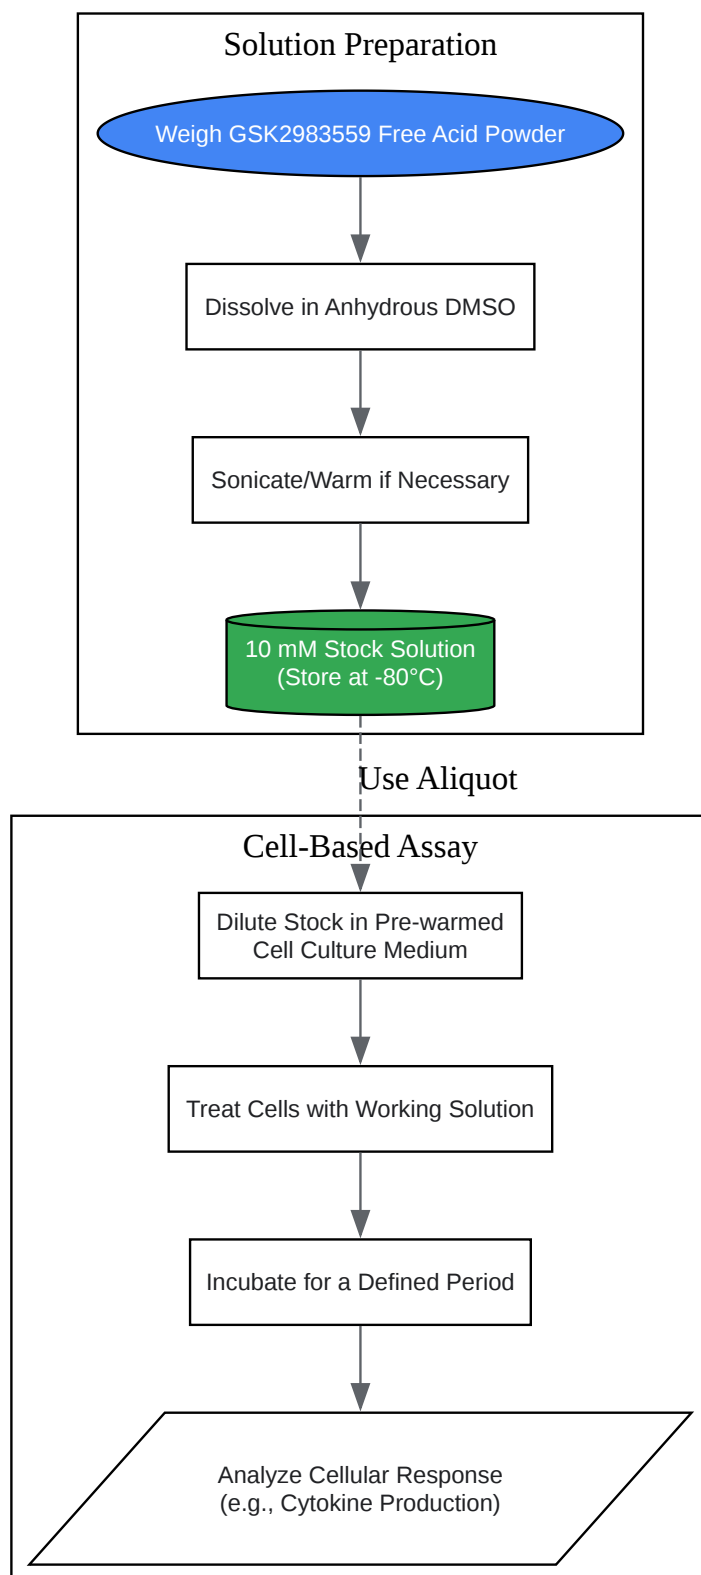 Solution Preparation
Weigh GSK2983559 Free Acid Powder
Dissolve in Anhydrous DMSO
Sonicate/Warm if Necessary
10 mM Stock Solution
(Store at -80°C)
Use Aliquot
Cell-Based Assay
Dilute Stock in Pre-warmed
Cell Culture Medium
Treat Cells with Working Solution
Incubate for a Defined Period
Analyze Cellular Response
(e.g., Cytokine Production)